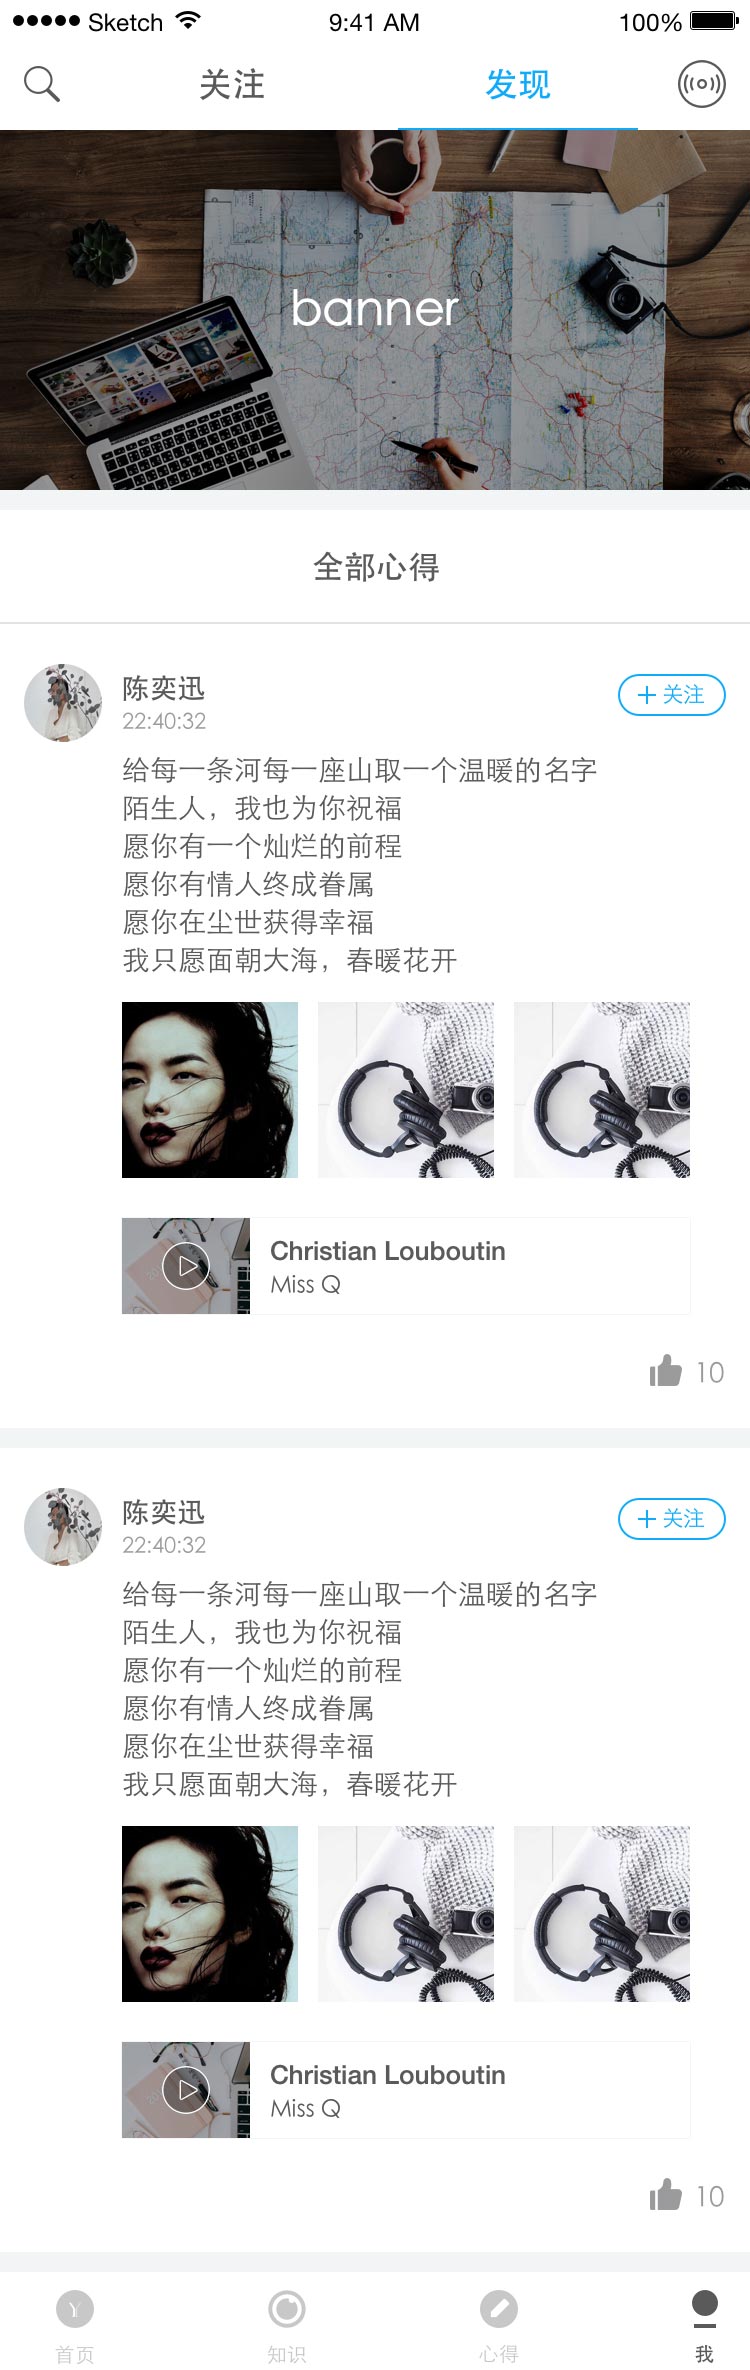 Sketch 9:41 AM 100%
关注 发现
banner
全部心得
陈奕迅
22:40:32
关注
给每一条河每一座山取一个温暖的名字
陌生人，我也为你祝福
愿你有一个灿烂的前程
愿你有情人终成眷属
愿你在尘世获得幸福
我只愿面朝大海，春暖花开
Christian Louboutin
Miss Q
10
陈奕迅
22:40:32
关注
给每一条河每一座山取一个温暖的名字
陌生人，我也为你祝福
愿你有一个灿烂的前程
愿你有情人终成眷属
愿你在尘世获得幸福
我只愿面朝大海，春暖花开
Christian Louboutin
Miss Q
10
首页 知识 心得 我